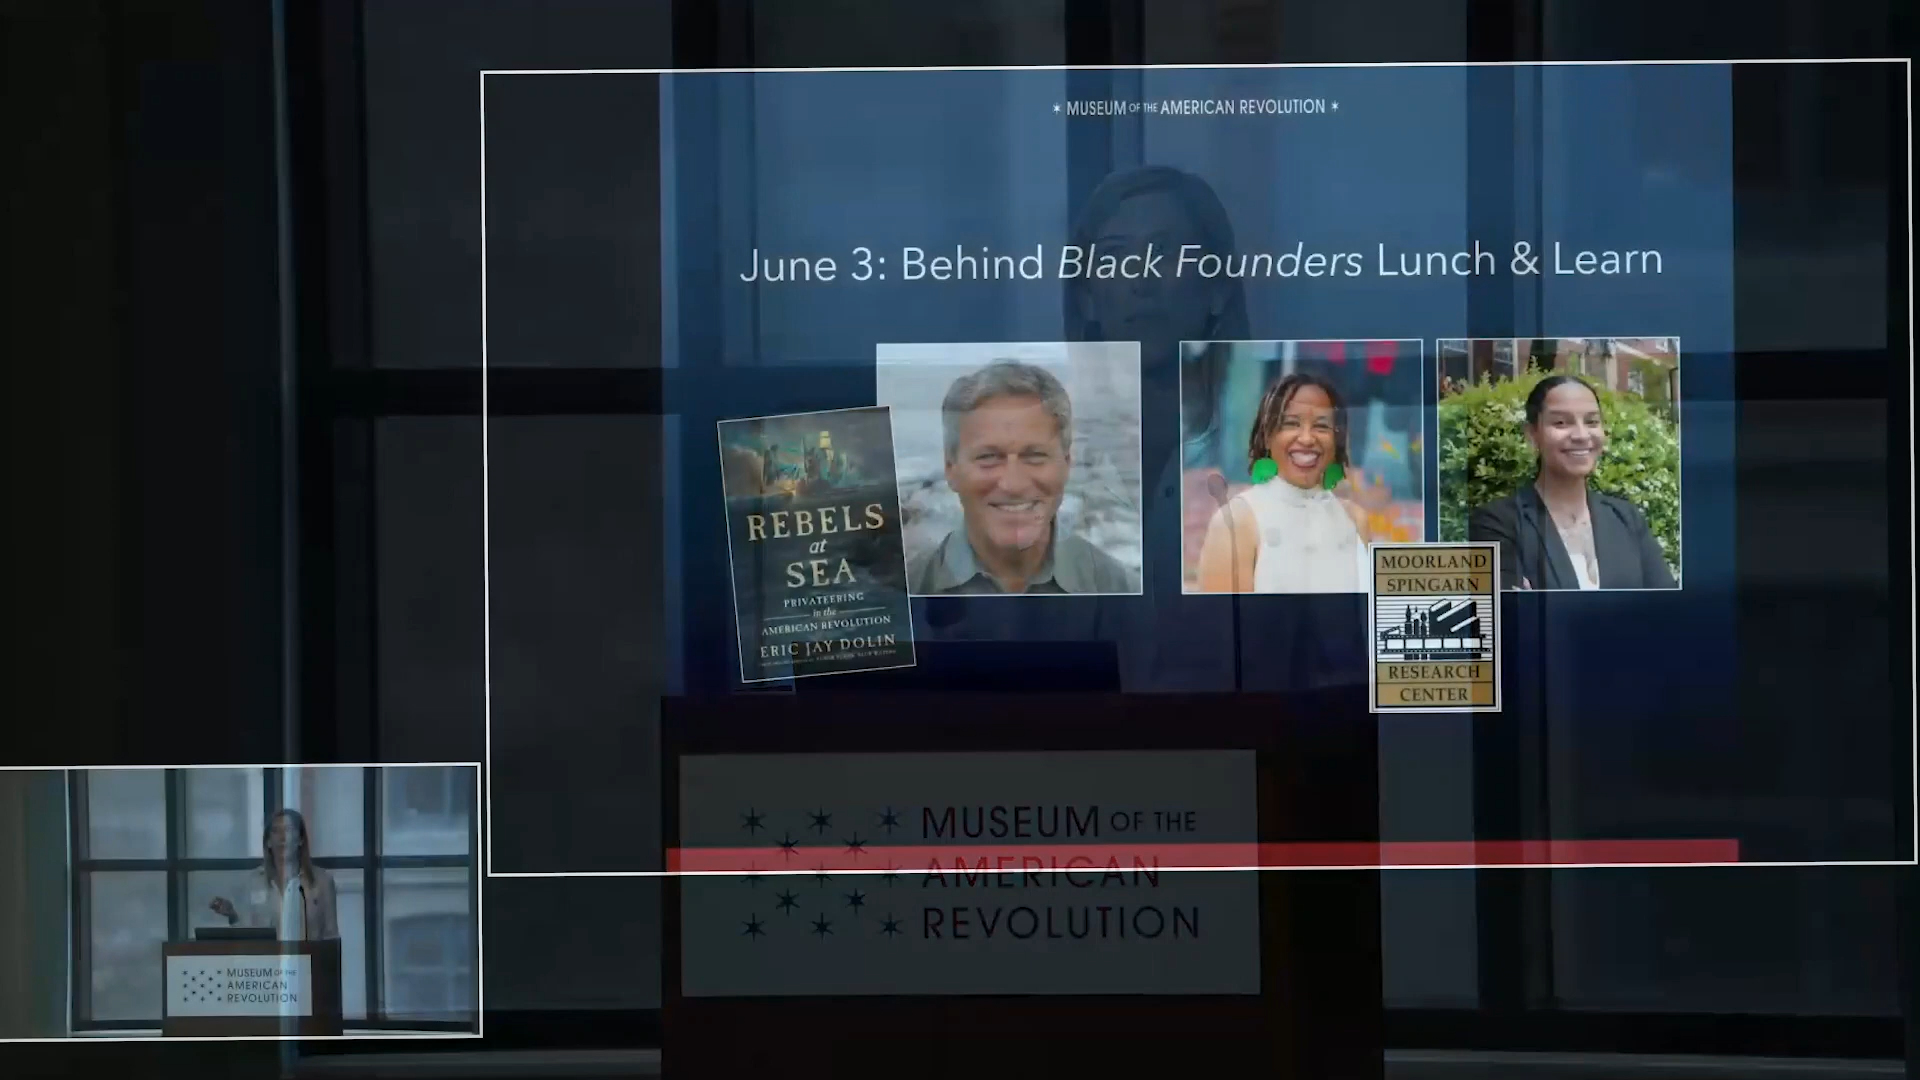 ✶ MUSEUM OF THE AMERICAN REVOLUTION ✶
June 3: Behind Black Founders Lunch & Learn
REBELS
at
SEA
PRIVATEERING
in the
AMERICAN REVOLUTION
ERIC JAY DOLIN
MOORLAND
SPINGARN
RESEARCH
CENTER
MUSEUM OF THE
AMERICAN
REVOLUTION
MUSEUM OF THE
AMERICAN
REVOLUTION